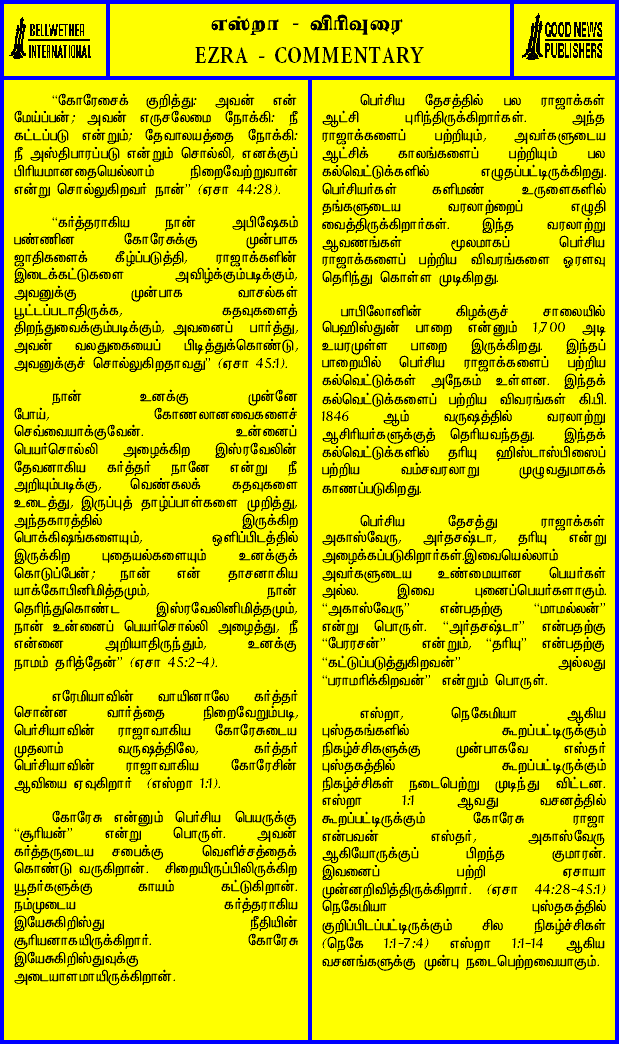 BELLWETHER
INTERNATIONAL
எஸ்றா - விரிவுரை
EZRA - COMMENTARY
GOOD NEWS
PUBLISHERS
“கோரேசைக் குறித்து: அவன் என்
மேய்ப்பன்; அவன் எருசலேமை நோக்கி: நீ
கட்டப்படு என்றும்; தேவாலயத்தை நோக்கி:
நீ அஸ்திபாரப்படு என்றும் சொல்லி, எனக்குப்
பிரியமானதையெல்லாம் நிறைவேற்றுவான்
என்று சொல்லுகிறவர் நான்” (ஏசா 44:28).
“கர்த்தராகிய நான் அபிஷேகம்
பண்ணின கோரேசுக்கு முன்பாக
ஜாதிகளைக் கீழ்ப்படுத்தி, ராஜாக்களின்
இடைக்கட்டுகளை அவிழ்க்கும்படிக்கும்,
அவனுக்கு முன்பாக வாசல்கள்
பூட்டப்படாதிருக்க, கதவுகளைத்
திறந்துவைக்கும்படிக்கும், அவனைப் பார்த்து,
அவன் வலதுகையைப் பிடித்துக்கொண்டு,
அவனுக்குச் சொல்லுகிறதாவது” (ஏசா 45:1).
நான் உனக்கு முன்னே
போய், கோணலானவைகளைச்
செவ்வையாக்குவேன். உன்னைப்
பெயர்சொல்லி அழைக்கிற இஸ்ரவேலின்
தேவனாகிய கர்த்தர் நானே என்று நீ
அறியும்படிக்கு, வெண்கலக் கதவுகளை
உடைத்து, இருப்புத் தாழ்ப்பாள்களை முறித்து,
அந்தகாரத்தில் இருக்கிற
பொக்கிஷங்களையும், ஒளிப்பிடத்தில்
இருக்கிற புதையல்களையும் உனக்குக்
கொடுப்பேன்; நான் என் தாசனாகிய
யாக்கோபினிமித்தமும், நான்
தெரிந்துகொண்ட இஸ்ரவேலினிமித்தமும்,
நான் உன்னைப் பெயர்சொல்லி அழைத்து, நீ
என்னை அறியாதிருந்தும், உனக்கு
நாமம் தரித்தேன்” (ஏசா 45:2-4).
எரேமியாவின் வாயினாலே கர்த்தர்
சொன்ன வார்த்தை நிறைவேறும்படி,
பெர்சியாவின் ராஜாவாகிய கோரேசுடைய
முதலாம் வருஷத்திலே, கர்த்தர்
பெர்சியாவின் ராஜாவாகிய கோரேசின்
ஆவியை ஏவுகிறார் (எஸ்றா 1:1).
கோரேசு என்னும் பெர்சிய பெயருக்கு
“சூரியன்” என்று பொருள். அவன்
கர்த்தருடைய சபைக்கு வெளிச்சத்தைக்
கொண்டு வருகிறான். சிறையிருப்பிலிருக்கிற
யூதர்களுக்கு காயம் கட்டுகிறான்.
நம்முடைய கர்த்தராகிய
இயேசுகிறிஸ்து நீதியின்
சூரியனாகயிருக்கிறார். கோரேசு
இயேசுகிறிஸ்துவுக்கு
அடையாளமாயிருக்கிறான்.
பெர்சிய தேசத்தில் பல ராஜாக்கள்
ஆட்சி புரிந்திருக்கிறார்கள். அந்த
ராஜாக்களைப் பற்றியும், அவர்களுடைய
ஆட்சிக் காலங்களைப் பற்றியும் பல
கல்வெட்டுக்களில் எழுதப்பட்டிருக்கிறது.
பெர்சியர்கள் களிமண் உருளைகளில்
தங்களுடைய வரலாற்றைப் எழுதி
வைத்திருக்கிறார்கள். இந்த வரலாற்று
ஆவணங்கள் மூலமாகப் பெர்சிய
ராஜாக்களைப் பற்றிய விவரங்களை ஓரளவு
தெரிந்து கொள்ள முடிகிறது.
பாபிலோனின் கிழக்குச் சாலையில்
பெஹிஸ்துன் பாறை என்னும் 1,700 அடி
உயரமுள்ள பாறை இருக்கிறது. இந்தப்
பாறையில் பெர்சிய ராஜாக்களைப் பற்றிய
கல்வெட்டுக்கள் அநேகம் உள்ளன. இந்தக்
கல்வெட்டுக்களைப் பற்றிய விவரங்கள் கி.பி.
1846 ஆம் வருஷத்தில் வரலாற்று
ஆசிரியர்களுக்குத் தெரியவந்தது. இந்தக்
கல்வெட்டுக்களில் தரியு ஹிஸ்டாஸ்பிஸைப்
பற்றிய வம்சவரலாறு முழுவதுமாகக்
காணப்படுகிறது.
பெர்சிய தேசத்து ராஜாக்கள்
அகாஸ்வேரு, அர்தசஷ்டா, தரியு என்று
அழைக்கப்படுகிறார்கள்.இவையெல்லாம்
அவர்களுடைய உண்மையான பெயர்கள்
அல்ல. இவை புனைப்பெயர்களாகும்.
“அகாஸ்வேரு” என்பதற்கு “மாமல்லன்”
என்று பொருள். “அர்தசஷ்டா” என்பதற்கு
“பேரரசன்” என்றும், “தரியு” என்பதற்கு
“கட்டுப்படுத்துகிறவன்” அல்லது
“பராமரிக்கிறவன்” என்றும் பொருள்.
எஸ்றா, நெகேமியா ஆகிய
புஸ்தகங்களில் கூறப்பட்டிருக்கும்
நிகழ்ச்சிகளுக்கு முன்பாகவே எஸ்தர்
புஸ்தகத்தில் கூறப்பட்டிருக்கும்
நிகழ்ச்சிகள் நடைபெற்று முடிந்து விட்டன.
எஸ்றா 1:1 ஆவது வசனத்தில்
கூறப்பட்டிருக்கும் கோரேசு ராஜா
என்பவன் எஸ்தர், அகாஸ்வேரு
ஆகியோருக்குப் பிறந்த குமாரன்.
இவனைப் பற்றி ஏசாயா
முன்னறிவித்திருக்கிறார். (ஏசா 44:28-45:1)
நெகேமியா புஸ்தகத்தில்
குறிப்பிடப்பட்டிருக்கும் சில நிகழ்ச்சிகள்
(நெகே 1:1-7:4) எஸ்றா 1:1-14 ஆகிய
வசனங்களுக்கு முன்பு நடைபெற்றவையாகும்.